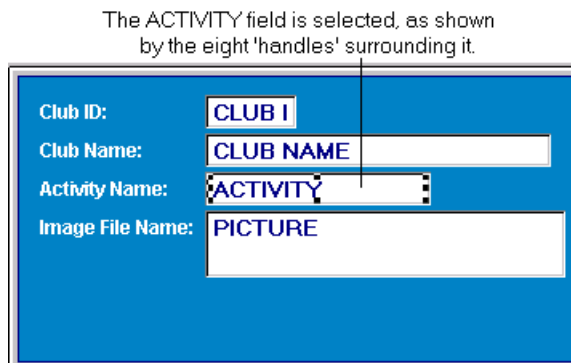 The ACTIVITY field is selected, as shown
by the eight 'handles' surrounding it.
Club ID: CLUB I
Club Name: CLUB NAME
Activity Name: ACTIVITY
Image File Name: PICTURE